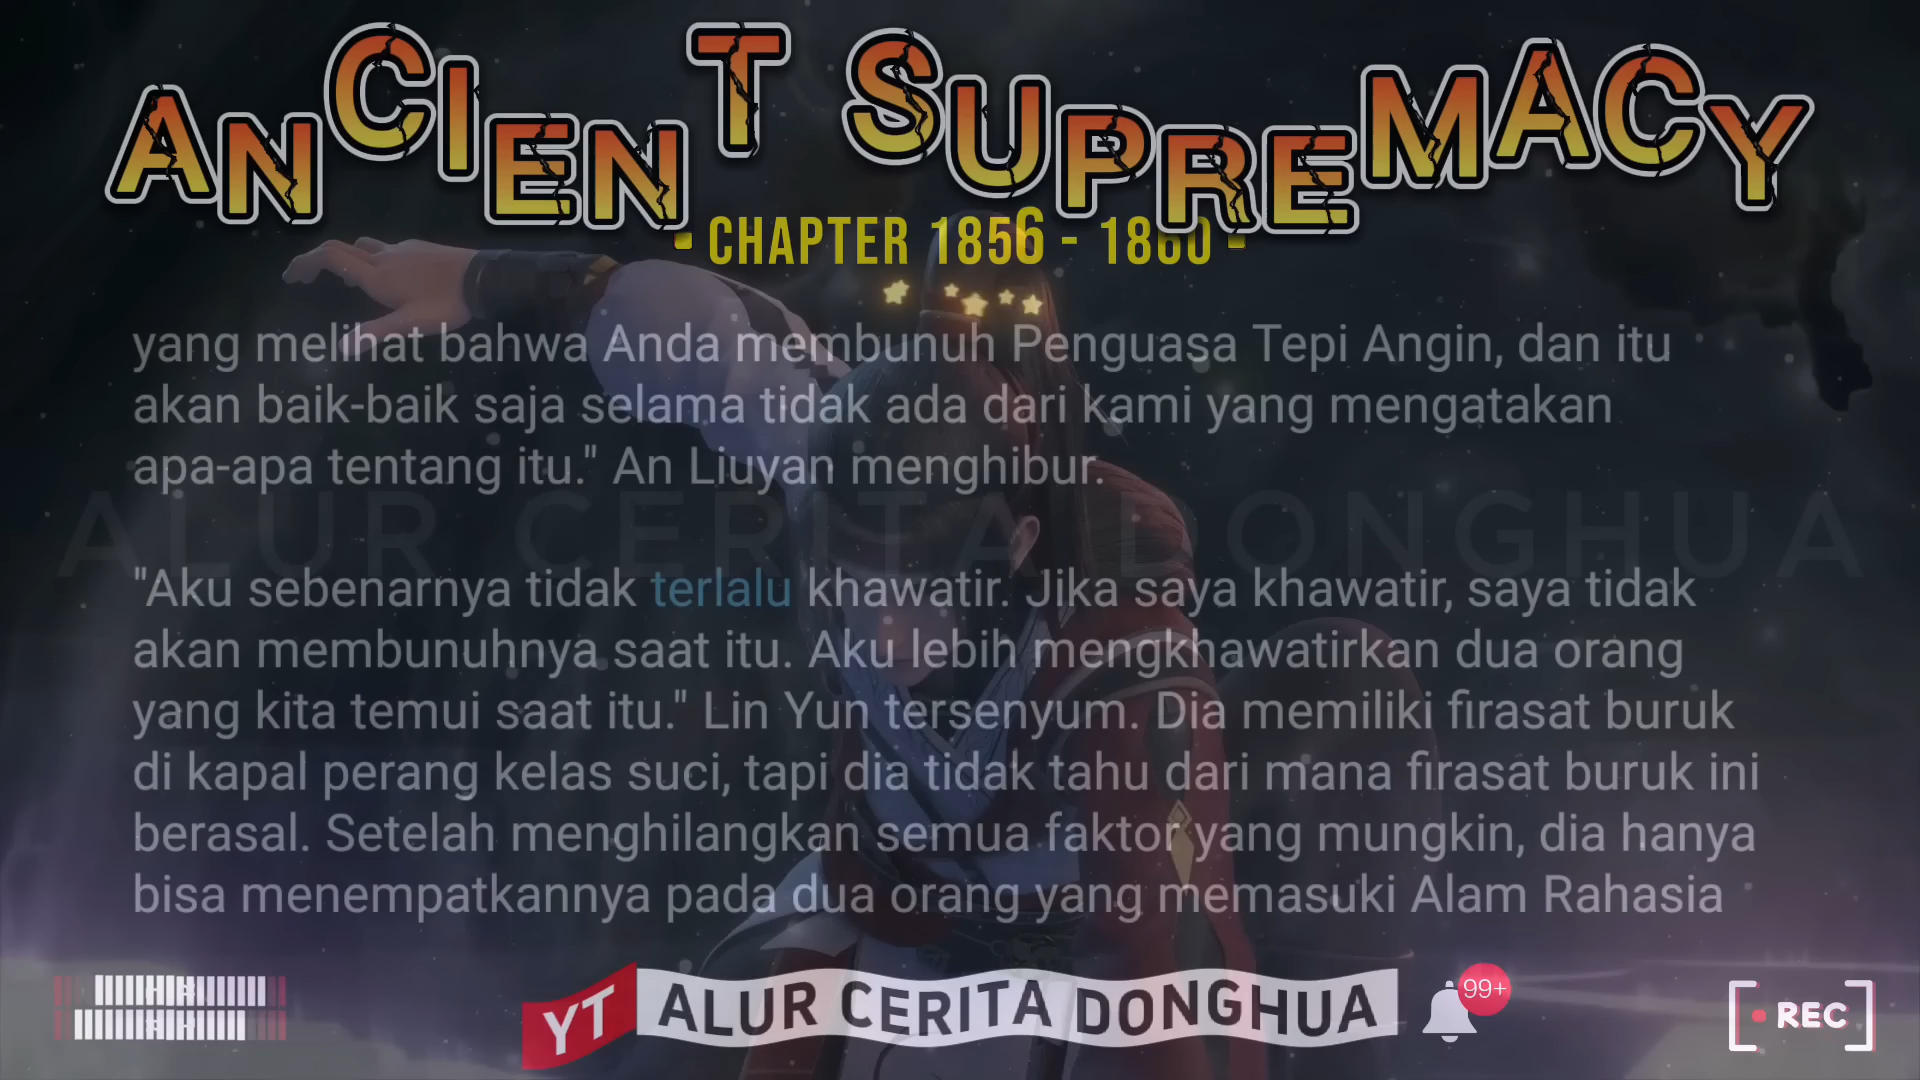 ANCIENT SUPREMACY
- CHAPTER 1856 - 1860 -
yang melihat bahwa Anda membunuh Penguasa Tepi Angin, dan itu
akan baik-baik saja selama tidak ada dari kami yang mengatakan
apa-apa tentang itu." An Liuyan menghibur.
ALUR CERITA DONGHUA
"Aku sebenarnya tidak terlalu khawatir. Jika saya khawatir, saya tidak
akan membunuhnya saat itu. Aku lebih mengkhawatirkan dua orang
yang kita temui saat itu." Lin Yun tersenyum. Dia memiliki firasat buruk
di kapal perang kelas suci, tapi dia tidak tahu dari mana firasat buruk ini
berasal. Setelah menghilangkan semua faktor yang mungkin, dia hanya
bisa menempatkannya pada dua orang yang memasuki Alam Rahasia
YT ALUR CERITA DONGHUA
99+
REC